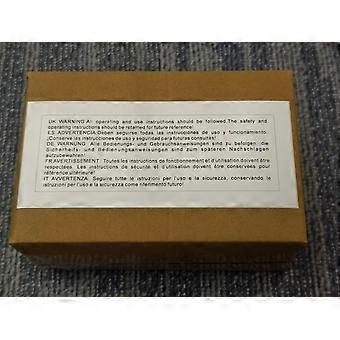 UK WARNING:All operating and use instructions should be followed.The safety and
operating instructions should be retarned for future reference!
ES ADVERTENCIA:Deben seguirse todas las instrucciones de uso y funcionamiento.
¡Conserve las instrucciones de uso y seguridad para futuras consultas!
DE WARNUNG: Alle Bedienungs- und Gebrauchsanweisungen sind zu befolgen. die
Sicherheits- und Bedienungsanweisungen sind zum späteren Nachschlagen
aufzubewahren!
FR AVERTISSEMENT: Toutes les instructions de fonctionnement et d'utilisation doivent être
respectées. Les instructions de sécurité et d'utilisation doivent être conservées pour
référence ultérieure!
IT AVVERTENZA: Seguire tutte le istruzioni per l'uso e la sicurezza, conservando le
istruzioni per l'uso e la sicurezza come riferimento futuro!